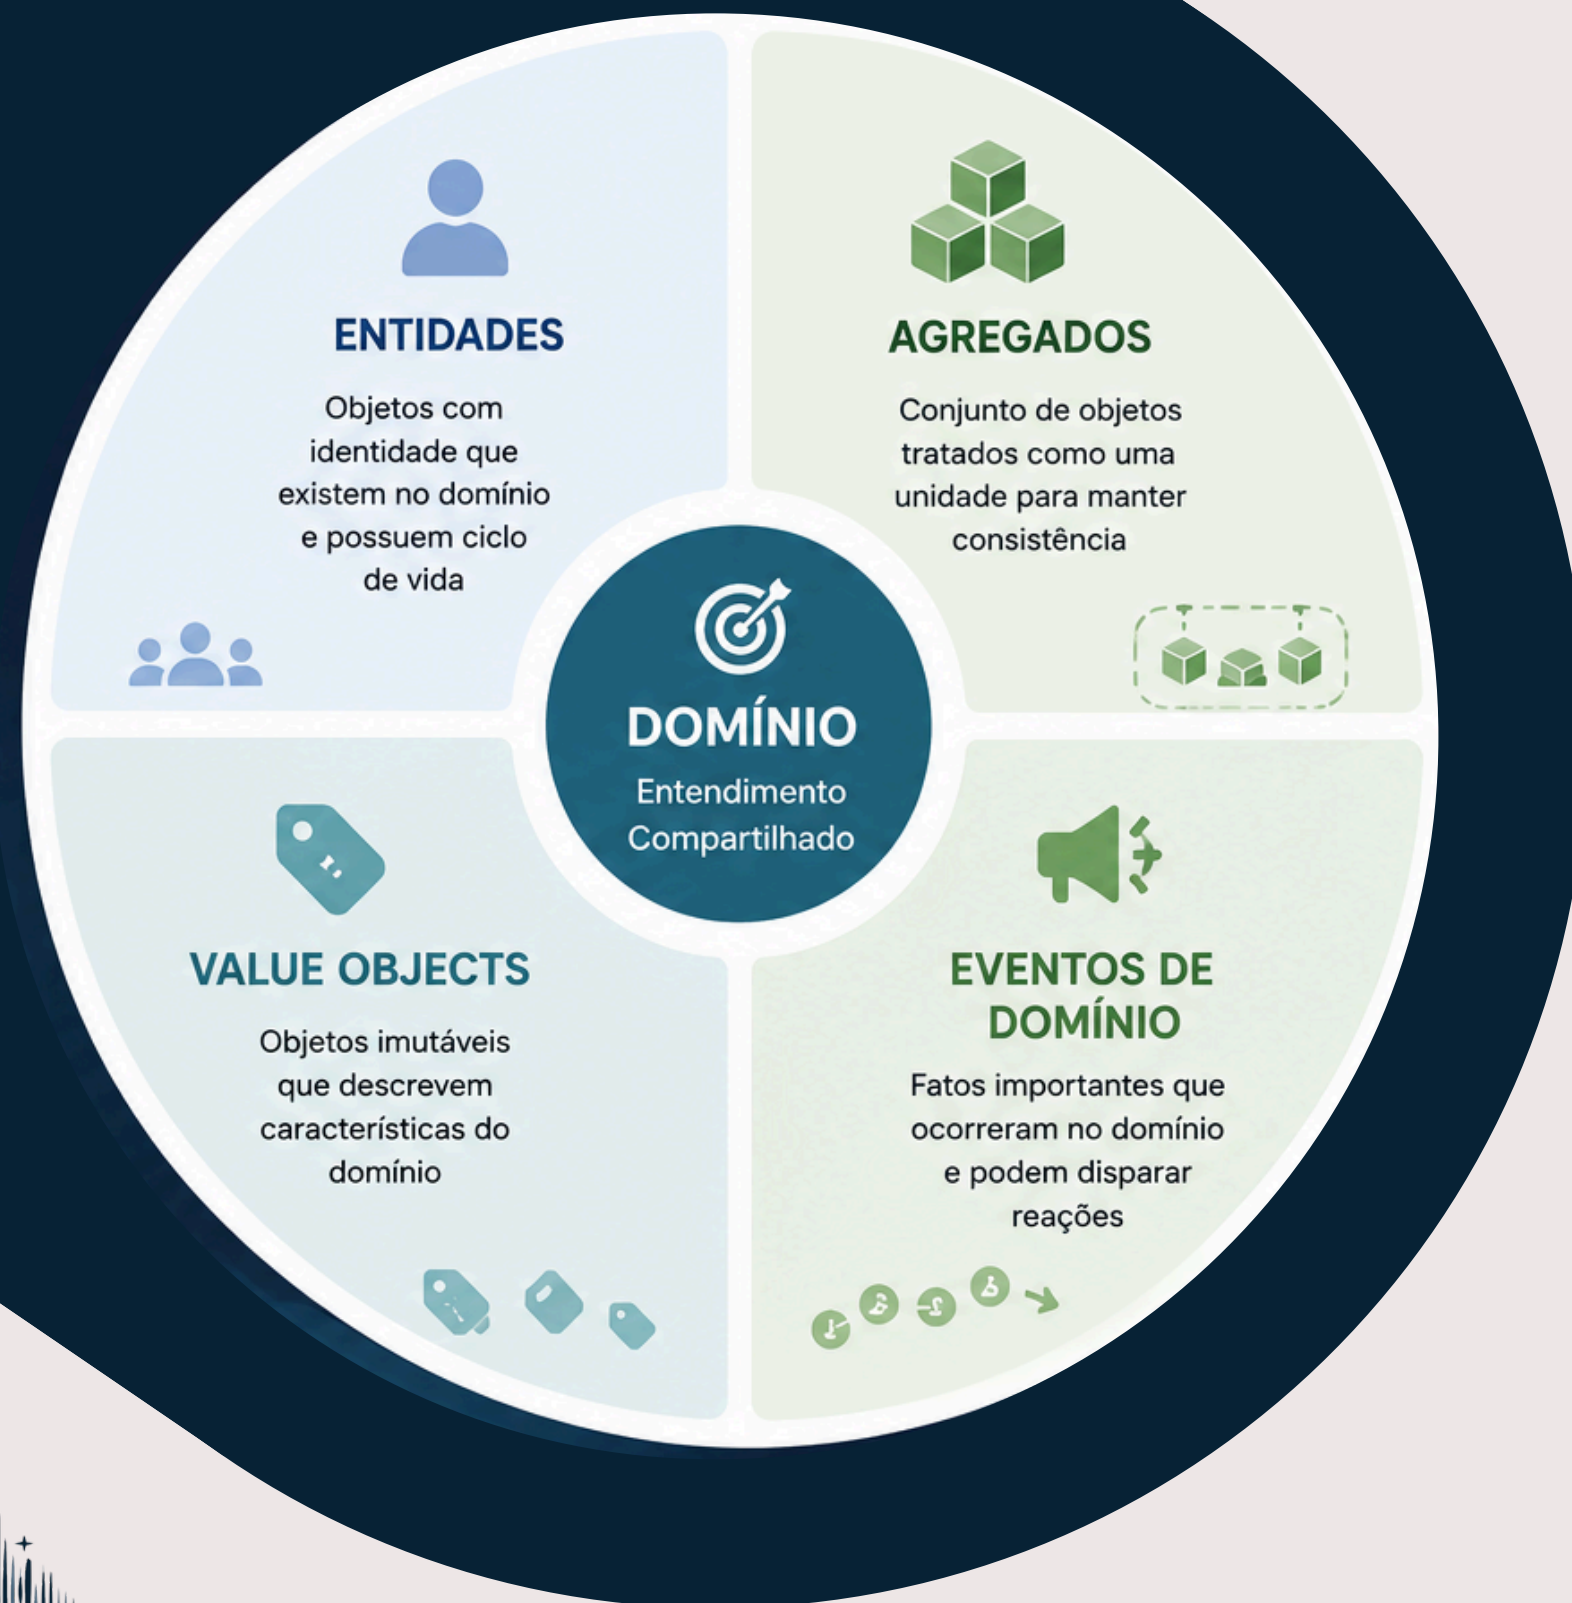 ENTIDADES
Objetos com
identidade que
existem no domínio
e possuem ciclo
de vida
AGREGADOS
Conjunto de objetos
tratados como uma
unidade para manter
consistência
DOMÍNIO
Entendimento
Compartilhado
VALUE OBJECTS
Objetos imutáveis
que descrevem
características do
domínio
EVENTOS DE
DOMÍNIO
Fatos importantes que
ocorreram no domínio
e podem disparar
reações